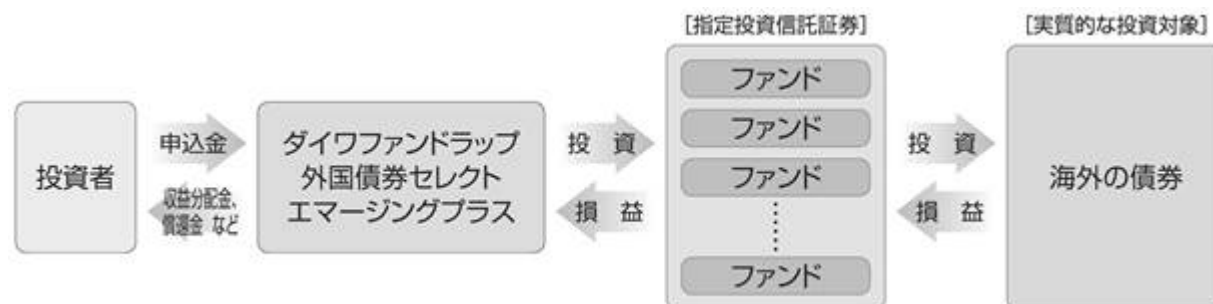 [指定投資信託証券]
[実質的な投資対象]
投資者
申込金
収益分配金、
償還金 など
ダイワファンドラップ
外国債券セレクト
エマージングプラス
投 資
損 益
ファンド
ファンド
ファンド
ファンド
投 資
損 益
海外の債券